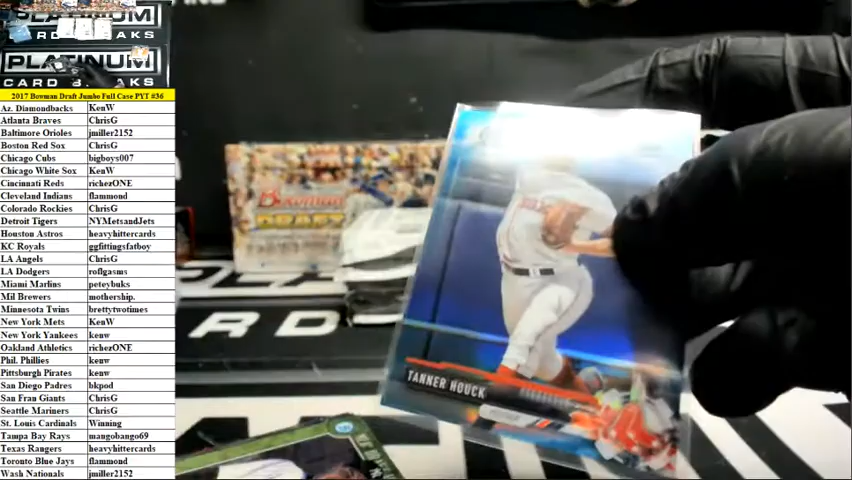 PLATINUM
CARD BREAKS
PLATINUM
CARD B EAKS
2017 Bowman Draft Jumbo Full Case PYT #36
Az. Diamondbacks KenW
Atlanta Braves ChrisG
Baltimore Orioles jmiller2152
Boston Red Sox ChrisG
Chicago Cubs bigboys007
Chicago White Sox KenW
Cincinnati Reds richezONE
Cleveland Indians flammond
Colorado Rockies ChrisG
Detroit Tigers NYMetsandJets
Houston Astros heavyhittercards
KC Royals ggfittingsfatboy
LA Angels ChrisG
LA Dodgers roflgasms
Miami Marlins peteybuks
Mil Brewers mothership.
Minnesota Twins brettytwotimes
New York Mets KenW
New York Yankees kenw
Oakland Athletics richezONE
Phil. Phillies kenw
Pittsburgh Pirates kenw
San Diego Padres bkpod
San Fran Giants ChrisG
Seattle Mariners ChrisG
St. Louis Cardinals Winning
Tampa Bay Rays mangobango69
Texas Rangers heavyhittercards
Toronto Blue Jays flammond
Wash Nationals jmiller2152
Bowman
DRAFT
CARD
TANNER HOUCK